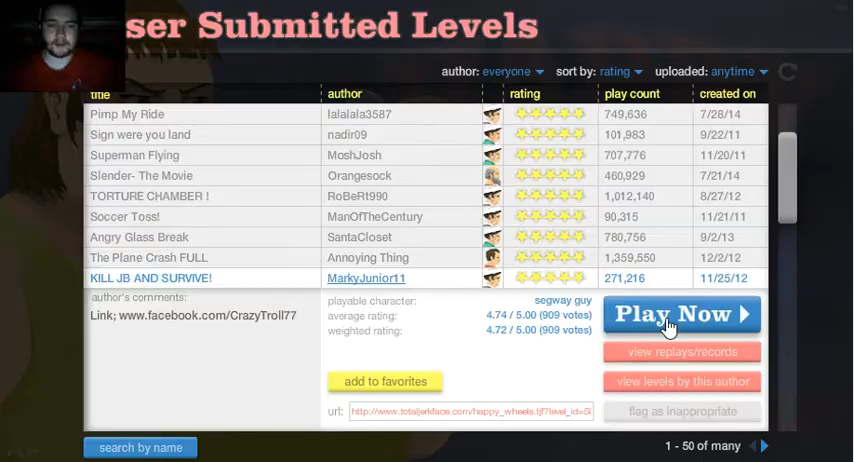 ser Submitted Levels
author: everyone sort by: rating uploaded: anytime
title author rating play count created on
Pimp My Ride lalalala3587 749,636 7/28/14
Sign were you land nadir09 101,983 9/22/11
Superman Flying MoshJosh 707,776 11/20/11
Slender- The Movie Orangesock 460,929 7/21/14
TORTURE CHAMBER ! RoBeRt990 1,012,140 8/27/12
Soccer Toss! ManOfTheCentury 90,315 11/21/11
Angry Glass Break SantaCloset 780,756 9/2/13
The Plane Crash FULL Annoying Thing 1,359,550 12/2/12
KILL JB AND SURVIVE! MarkyJunior11 271,216 11/25/12
author's comments:
Link; www.facebook.com/CrazyTroll77
playable character: segway guy
average rating: 4.74 / 5.00 (909 votes)
weighted rating: 4.72 / 5.00 (909 votes)
add to favorites
url: http://www.totaljerkface.com/happy_wheels.tjf?level_id=5
Play Now
view replays/records
view levels by this author
flag as inappropriate
search by name
1 - 50 of many